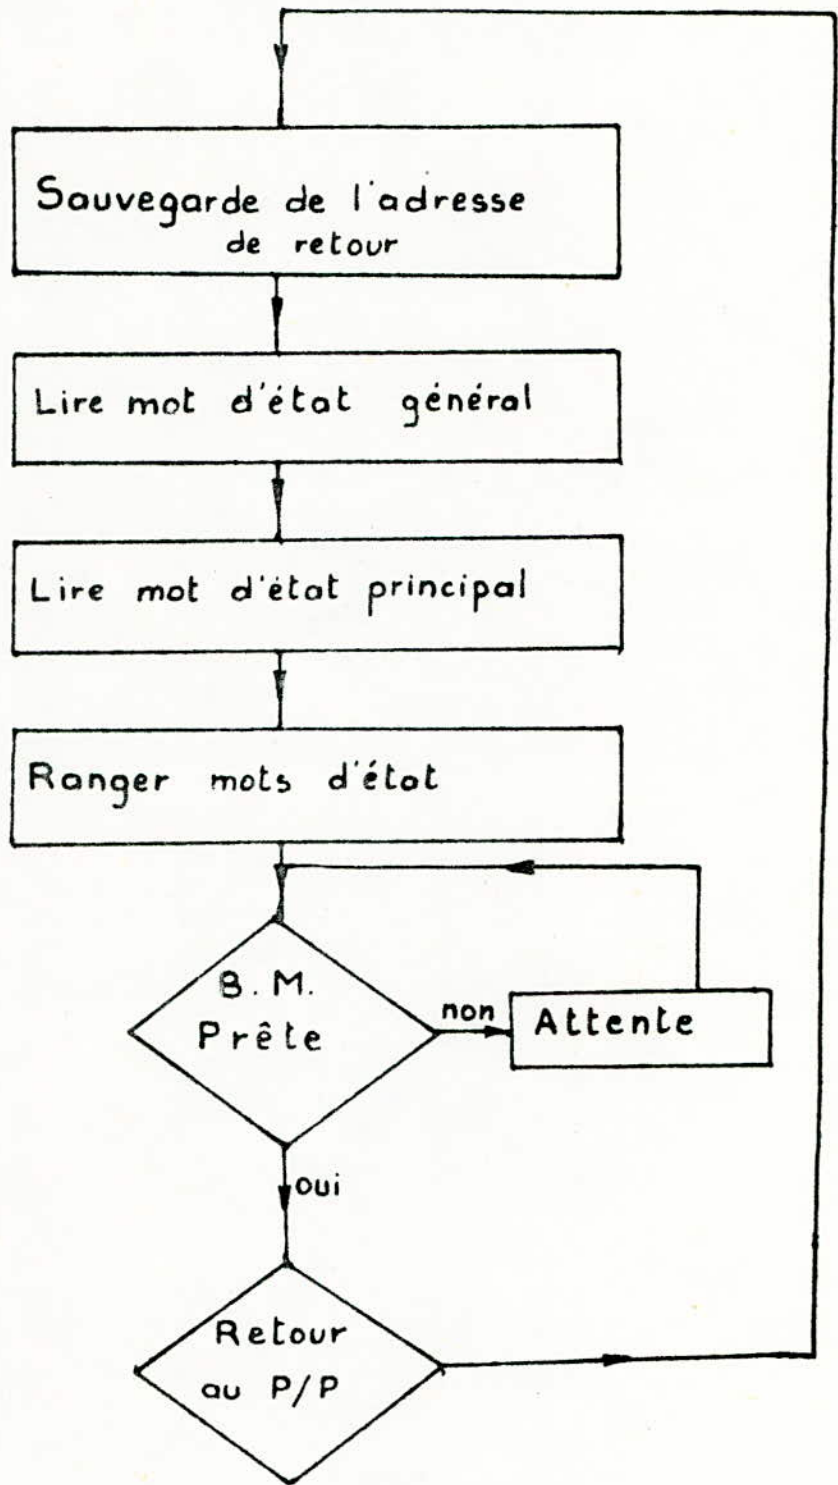 Sauvegarde de l'adresse
de retour
Lire mot d'état général
Lire mot d'état principal
Ranger mots d'état
B.M.
Prête
non
Attente
oui
Retour
au P/P